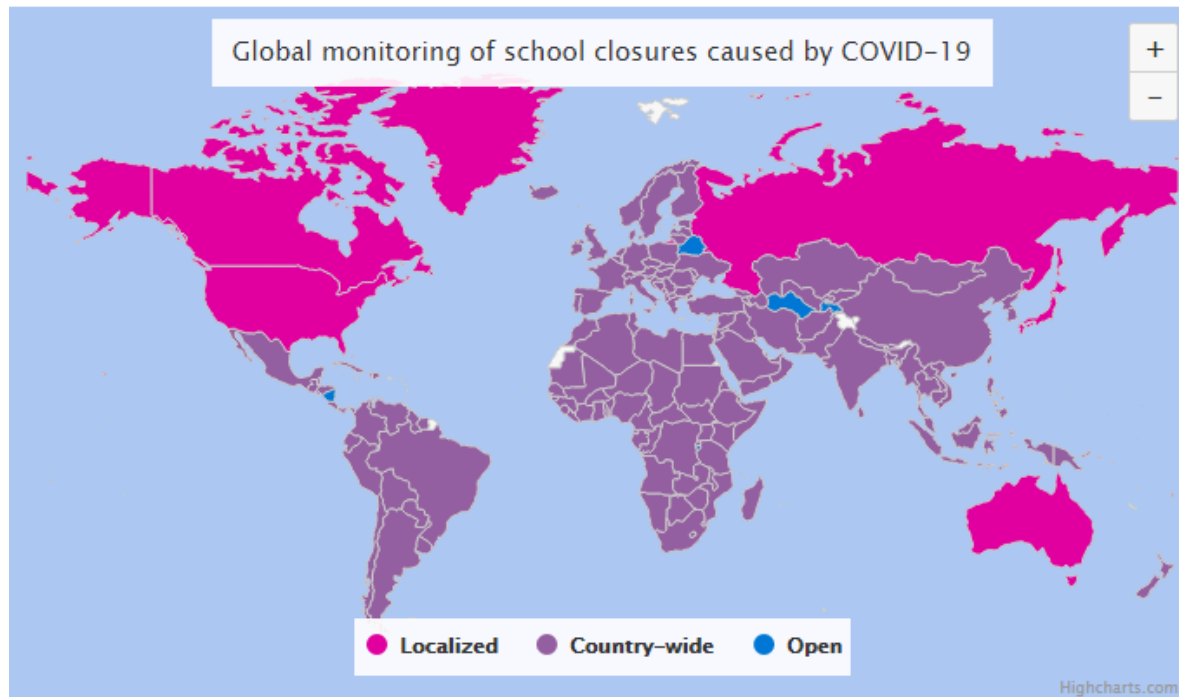 Global monitoring of school closures caused by COVID-19
+
−
Localized Country-wide Open
Highcharts.com